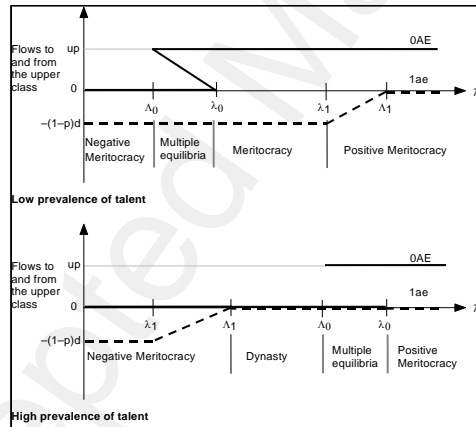 up
0AE
Flows to
and from
the upper
class
0
1ae
Λ0
λ0
λ1
Λ1
λ
−(1−p)d
Negative
Meritocracy
Multiple
equilibria
Meritocracy
Positive Meritocracy
Low prevalence of talent
up
0AE
Flows to
and from
the upper
class
0
1ae
λ1
Λ1
Λ0
λ0
−(1−p)d
Negative Meritocracy
Dynasty
Multiple
equilibria
Positive
Meritocracy
High prevalence of talent